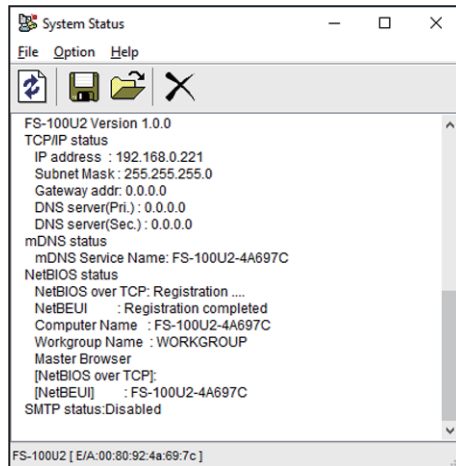 System Status
File Option Help
FS-100U2 Version 1.0.0
TCP/IP status
IP address : 192.168.0.221
Subnet Mask : 255.255.255.0
Gateway addr: 0.0.0.0
DNS server(Pri.) : 0.0.0.0
DNS server(Sec.) : 0.0.0.0
mDNS status
mDNS Service Name: FS-100U2-4A697C
NetBIOS status
NetBIOS over TCP: Registration ....
NetBEUI : Registration completed
Computer Name : FS-100U2-4A697C
Workgroup Name : WORKGROUP
Master Browser
[NetBIOS over TCP]:
[NetBEUI] : FS-100U2-4A697C
SMTP status:Disabled
FS-100U2 [ E/A:00:80:92:4a:69:7c ]